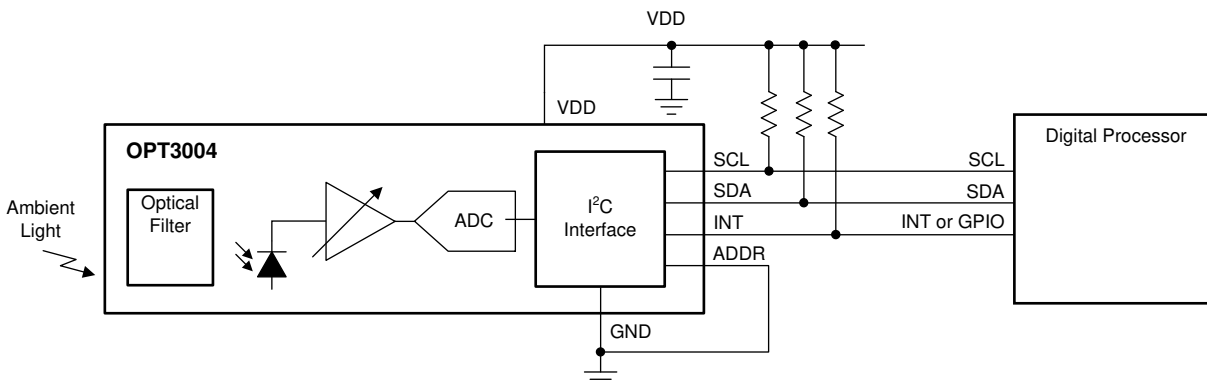 VDD
VDD
OPT3004
Digital Processor
Ambient
Light
Optical
Filter
ADC
I²C
Interface
SCL
SCL
SDA
SDA
INT
INT or GPIO
ADDR
GND